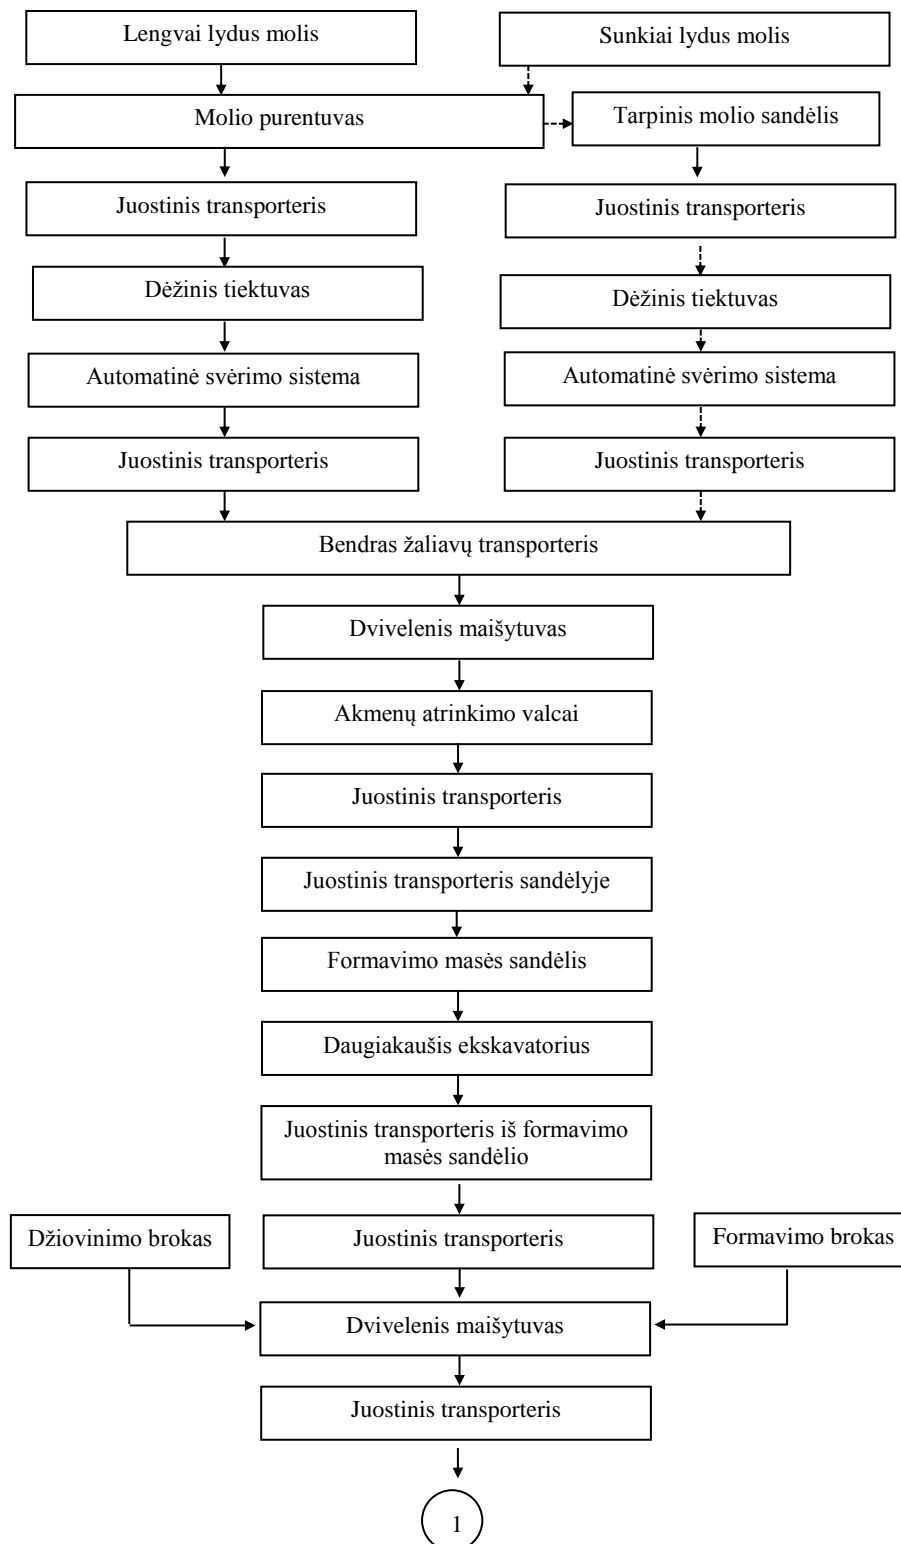 Lengvai lydus molis
Sunkiai lydus molis
Molio purentuvas
Tarpinis molio sandėlis
Juostinis transporteris
Juostinis transporteris
Dėžinis tiektuvas
Dėžinis tiektuvas
Automatinė svėrimo sistema
Automatinė svėrimo sistema
Juostinis transporteris
Juostinis transporteris
Bendras žaliavų transporteris
Dvivelenis maišytuvas
Akmenų atrinkimo valcai
Juostinis transporteris
Juostinis transporteris sandėlyje
Formavimo masės sandėlis
Daugiakaušis ekskavatorius
Juostinis transporteris iš formavimo
masės sandėlio
Džiovinimo brokas
Juostinis transporteris
Formavimo brokas
Dvivelenis maišytuvas
Juostinis transporteris
1